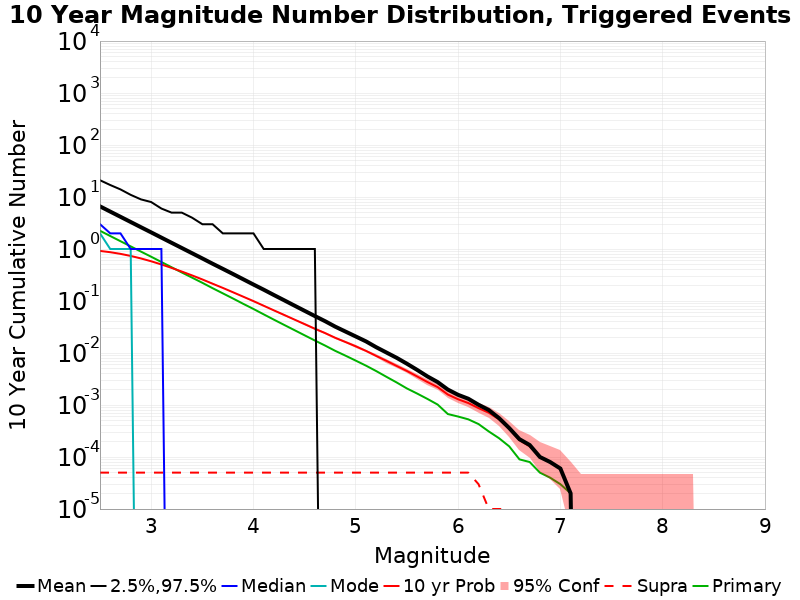 10 Year Magnitude Number Distribution, Triggered Events
10^4
10^3
10^2
10^1
10^0
10^-1
10^-2
10^-3
10^-4
10^-5
10 Year Cumulative Number
3 4 5 6 7 8 9
Magnitude
Mean 2.5%,97.5% Median Mode 10 yr Prob 95% Conf Supra Primary